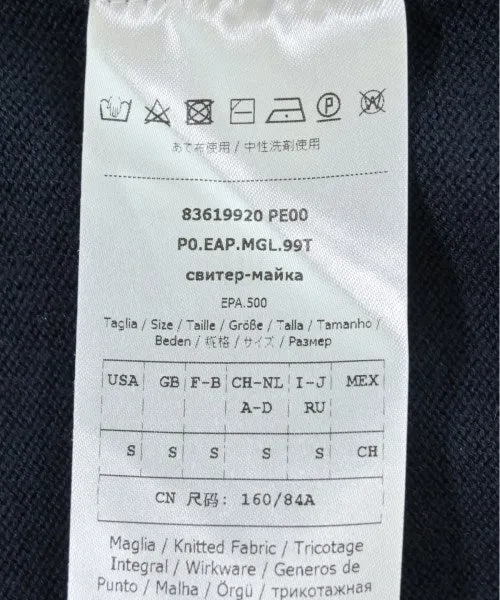 あて布使用 / 中性洗剤使用
83619920 PE00
P0.EAP.MGL.99T
свитер-майка
EPA.500
Taglia / Size / Taille / Größe / Talla / Tamanho /
Beden / 规格 / サイズ / Размер
USA GB F-B CH-NL I-J MEX
A-D RU
S S S S S CH
CN 尺码: 160/84A
Maglia / Knitted Fabric / Tricotage
Integral / Wirkware / Generos de
Punto / Malha / Örgü / трикотажная